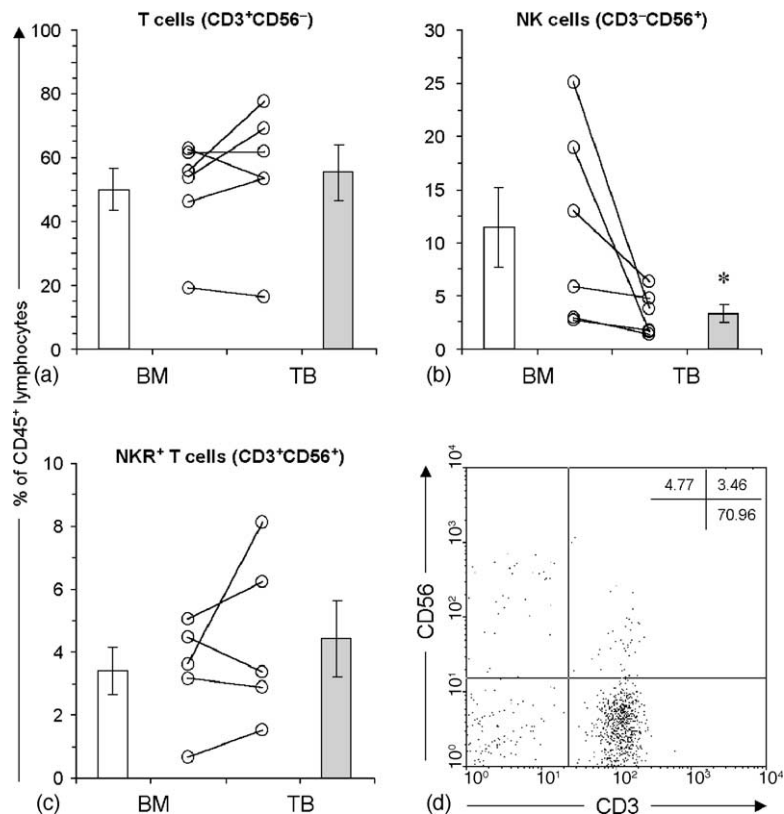 T cells (CD3⁺CD56⁻)
100
80
60
40
20
0
(a)
BM
TB
NK cells (CD3⁻CD56⁺)
30
25
20
15
10
5
0
*
(b)
BM
TB
% of CD45⁺ lymphocytes
NKR⁺ T cells (CD3⁺CD56⁺)
10
8
6
4
2
0
(c)
BM
TB
10⁴
10³
10²
10¹
10⁰
CD56
4.77 3.46
70.96
10⁰ 10¹ 10² 10³ 10⁴
(d)
CD3